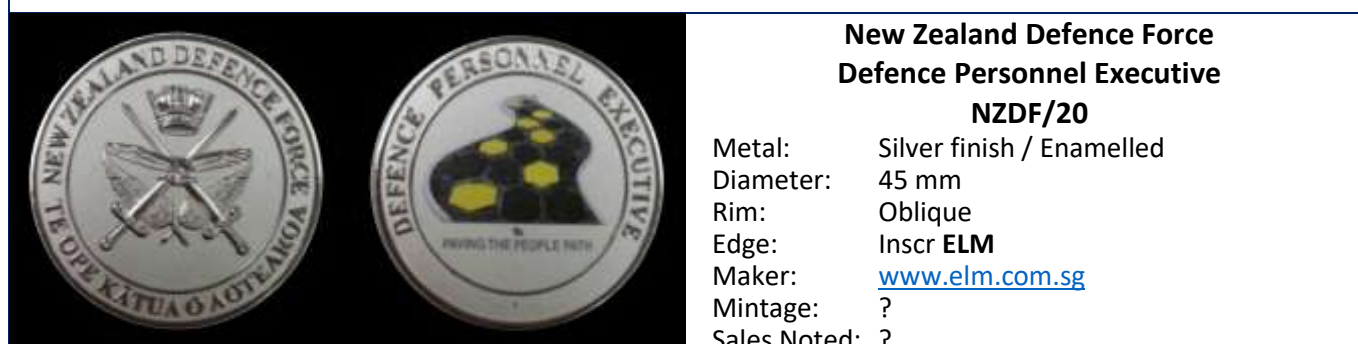 NEW ZEALAND DEFENCE FORCE
TE OPE KĀTUA O AOTEAROA
DEFENCE PERSONNEL EXECUTIVE
PAVING THE PEOPLE PATH
New Zealand Defence Force
Defence Personnel Executive
NZDF/20
Metal: Silver finish / Enamelled
Diameter: 45 mm
Rim: Oblique
Edge: Inscr ELM
Maker: www.elm.com.sg
Mintage: ?
Sales Noted: ?